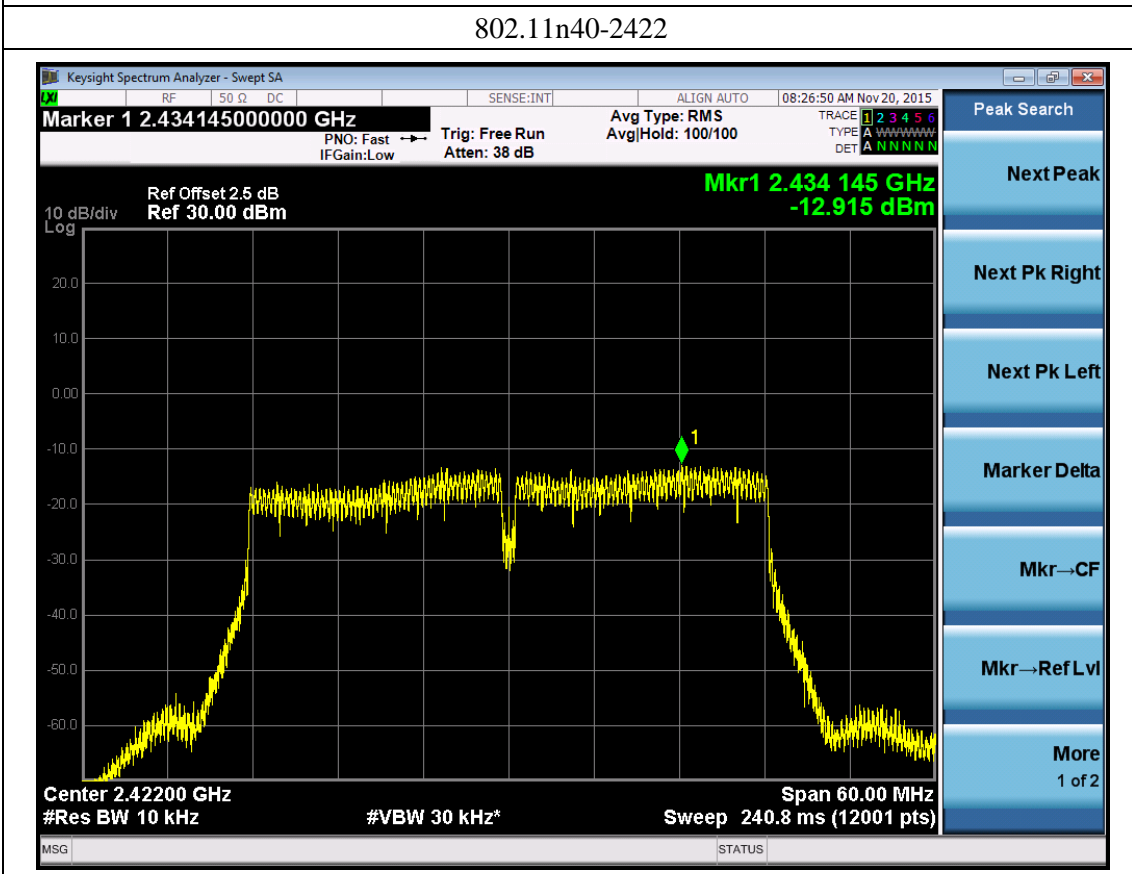 802.11n40-2422
Keysight Spectrum Analyzer - Swept SA
LXI RF 50 Ω DC SENSE:INT ALIGN AUTO 08:26:50 AM Nov 20, 2015
Marker 1 2.434145000000 GHz
PNO: Fast
IFGain:Low
Trig: Free Run
Atten: 38 dB
Avg Type: RMS
Avg|Hold: 100/100
TRACE 1 2 3 4 5 6
TYPE A WWWWW
DET A N N N N N
Mkr1 2.434 145 GHz
-12.915 dBm
Ref Offset 2.5 dB
10 dB/div Ref 30.00 dBm
Log
20.0
10.0
0.00
-10.0
-20.0
-30.0
-40.0
-50.0
-60.0
1
Center 2.42200 GHz Span 60.00 MHz
#Res BW 10 kHz #VBW 30 kHz* Sweep 240.8 ms (12001 pts)
MSG STATUS
Peak Search
Next Peak
Next Pk Right
Next Pk Left
Marker Delta
Mkr→CF
Mkr→Ref Lvl
More
1 of 2